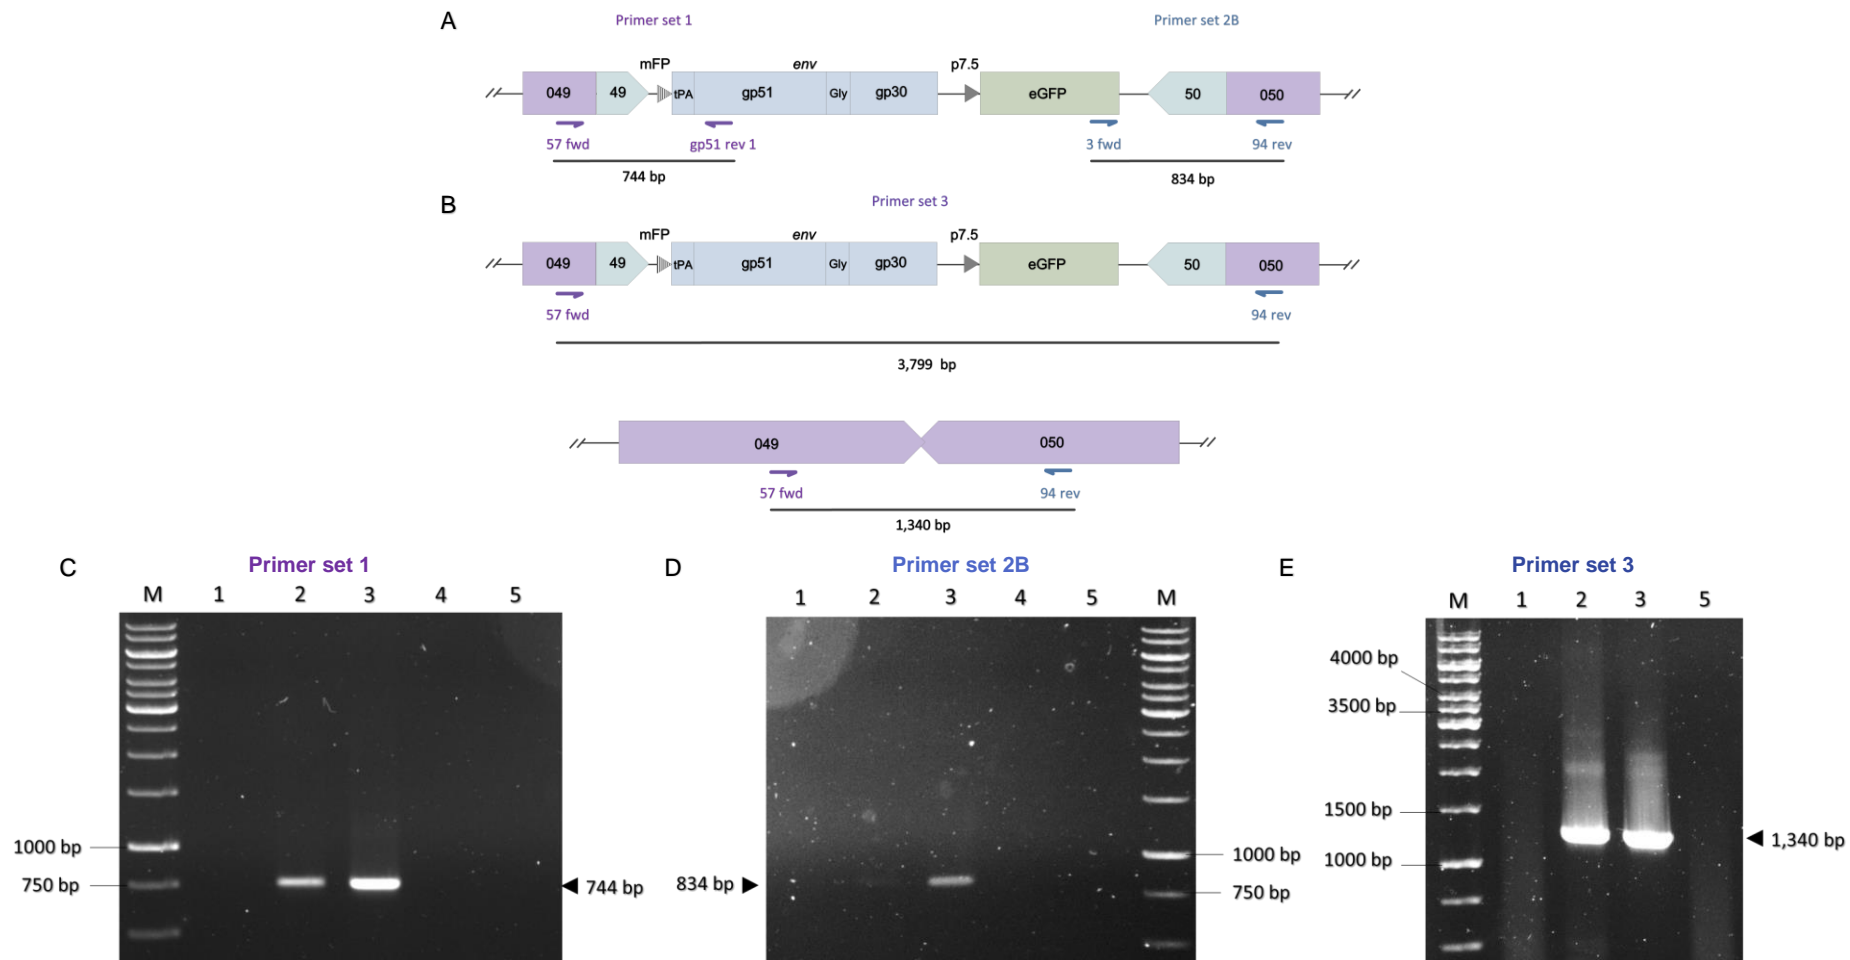 A
Primer set 1
Primer set 2B
mFP
env
p7.5
049
49
tPA
gp51
Gly
gp30
eGFP
50
050
57 fwd
gp51 rev 1
3 fwd
94 rev
744 bp
834 bp
B
Primer set 3
mFP
env
p7.5
049
49
tPA
gp51
Gly
gp30
eGFP
50
050
57 fwd
94 rev
3,799 bp
049
050
57 fwd
94 rev
1,340 bp
C
Primer set 1
M 1 2 3 4 5
1000 bp
750 bp
744 bp
D
Primer set 2B
1 2 3 4 5 M
834 bp
1000 bp
750 bp
E
Primer set 3
M 1 2 3 5
4000 bp
3500 bp
1500 bp
1000 bp
1,340 bp